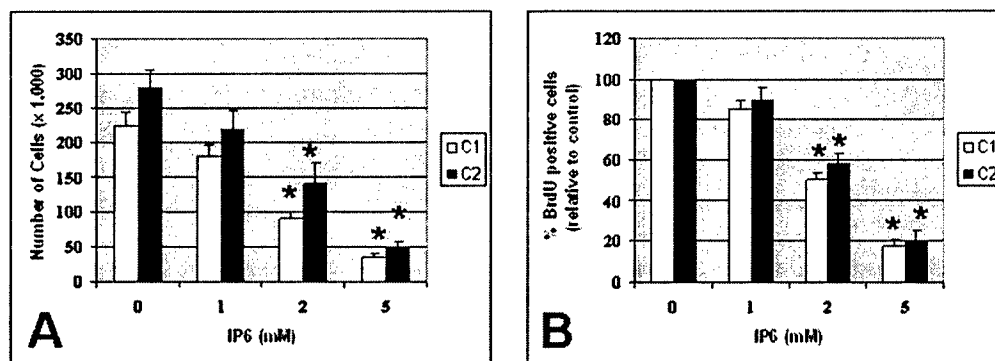 350
300
250
200
150
100
50
0
Number of Cells (× 1,000)
* * * *
0 1 2 5
IP6 (mM)
C1
C2
A
120
100
80
60
40
20
0
% BrdU positive cells
(relative to control)
* * * *
0 1 2 5
IP6 (mM)
C1
C2
B